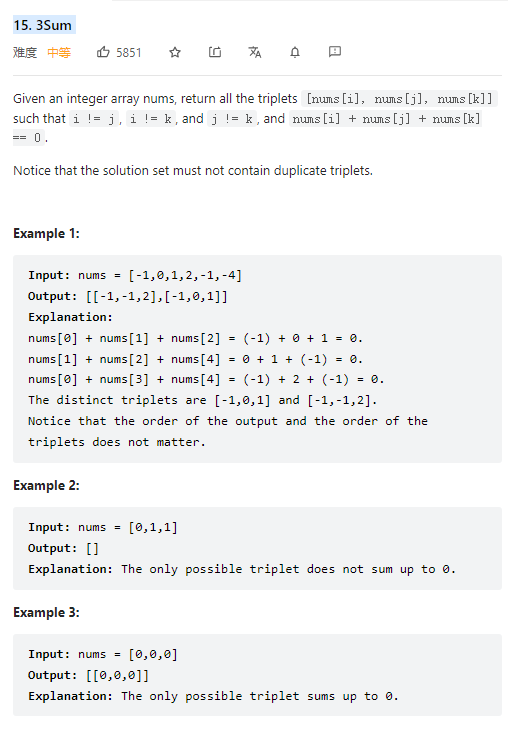 15. 3Sum
难度 中等 5851
Given an integer array nums, return all the triplets [nums[i], nums[j], nums[k]]
such that i != j, i != k, and j != k, and nums[i] + nums[j] + nums[k]
== 0.
Notice that the solution set must not contain duplicate triplets.
Example 1:
Input: nums = [-1,0,1,2,-1,-4]
Output: [[-1,-1,2],[-1,0,1]]
Explanation:
nums[0] + nums[1] + nums[2] = (-1) + 0 + 1 = 0.
nums[1] + nums[2] + nums[4] = 0 + 1 + (-1) = 0.
nums[0] + nums[3] + nums[4] = (-1) + 2 + (-1) = 0.
The distinct triplets are [-1,0,1] and [-1,-1,2].
Notice that the order of the output and the order of the
triplets does not matter.
Example 2:
Input: nums = [0,1,1]
Output: []
Explanation: The only possible triplet does not sum up to 0.
Example 3:
Input: nums = [0,0,0]
Output: [[0,0,0]]
Explanation: The only possible triplet sums up to 0.